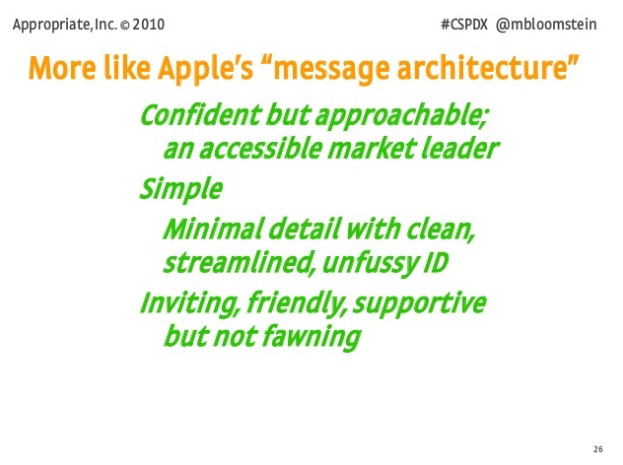 Appropriate, Inc. © 2010
#CSPDX @mbloomstein
More like Apple's “message architecture”
Confident but approachable;
an accessible market leader
Simple
Minimal detail with clean,
streamlined, unfussy ID
Inviting, friendly, supportive
but not fawning
26